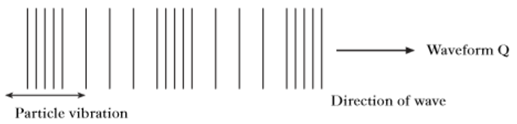 Waveform Q
Direction of wave
Particle vibration